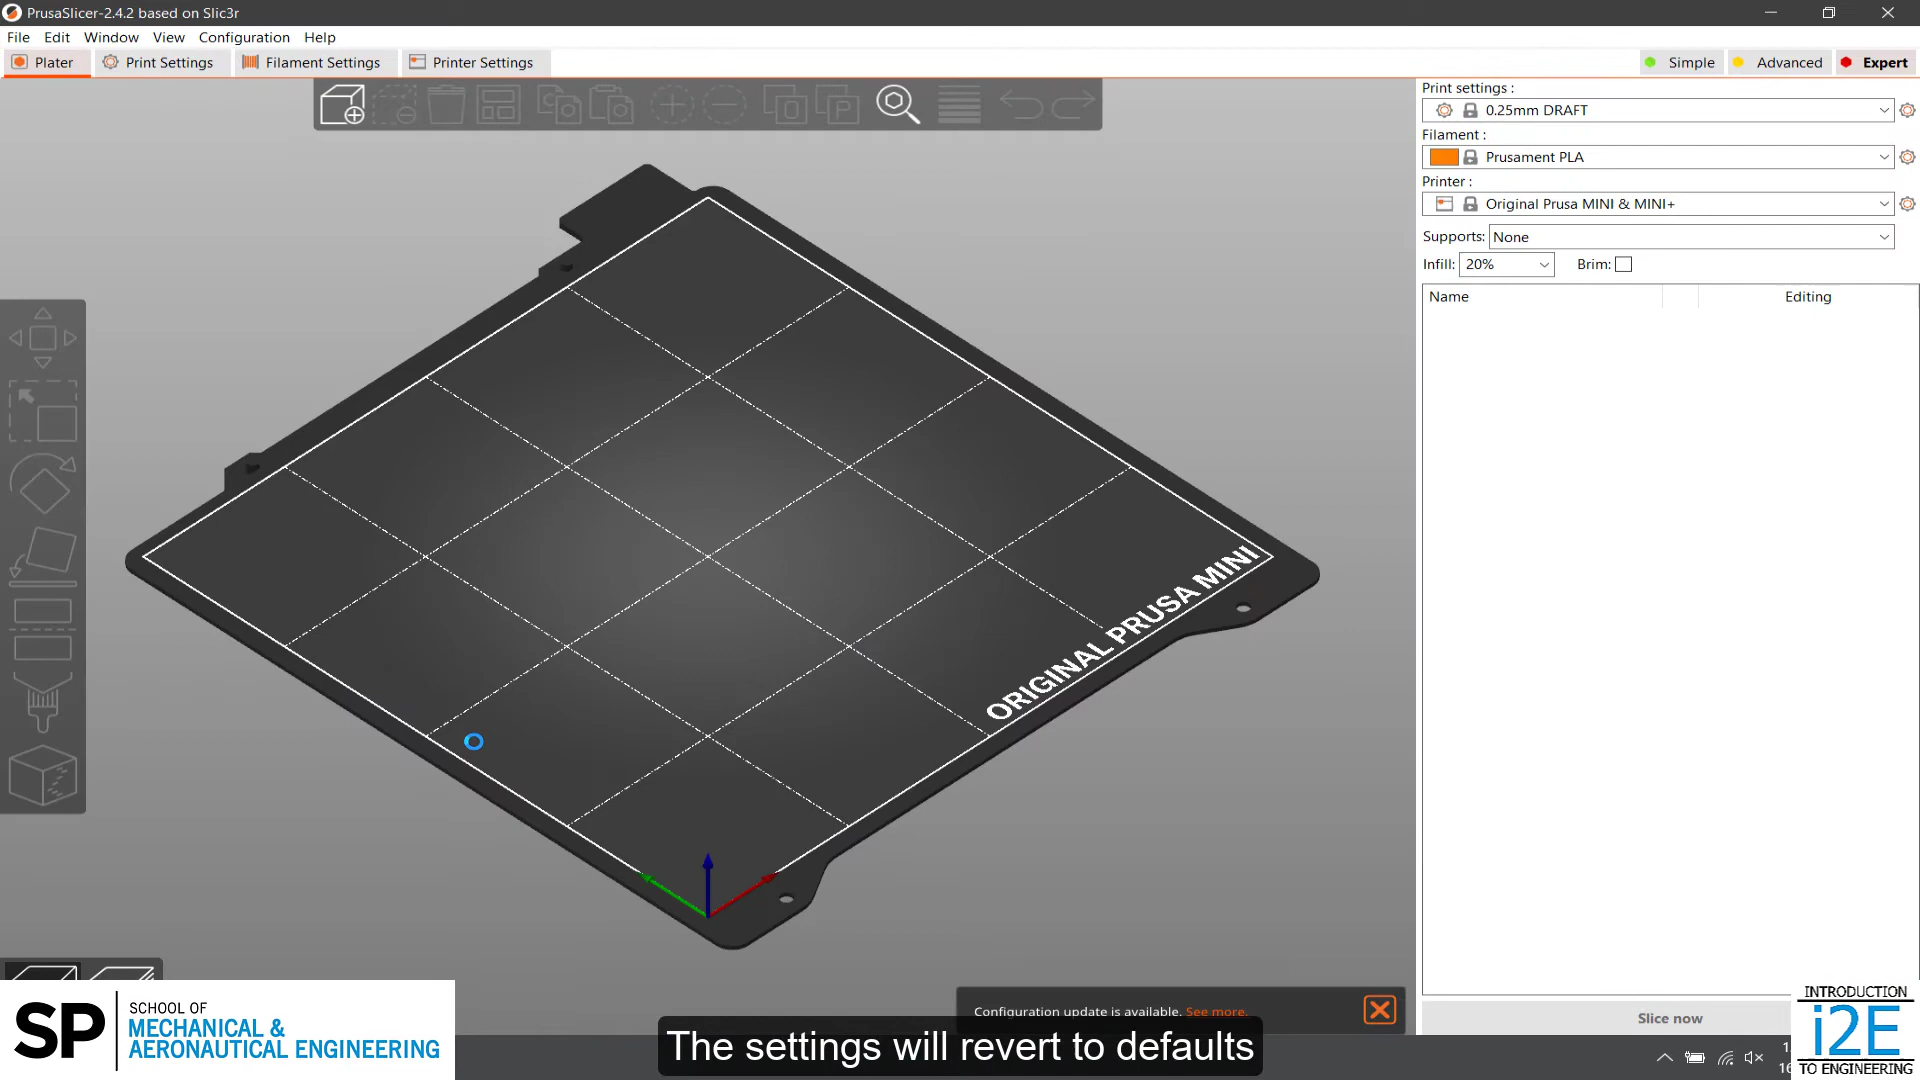 PrusaSlicer-2.4.2 based on Slic3r
File Edit Window View Configuration Help
Plater Print Settings Filament Settings Printer Settings Simple Advanced Expert
Print settings :
0.25mm DRAFT
Filament :
Prusament PLA
Printer :
Original Prusa MINI & MINI+
Supports: None
Infill: 20% Brim:
Name Editing
ORIGINAL PRUSA MINI
Configuration update is available. See more.
Slice now
The settings will revert to defaults
SP
SCHOOL OF
MECHANICAL &
AERONAUTICAL ENGINEERING
INTRODUCTION
i2E
TO ENGINEERING